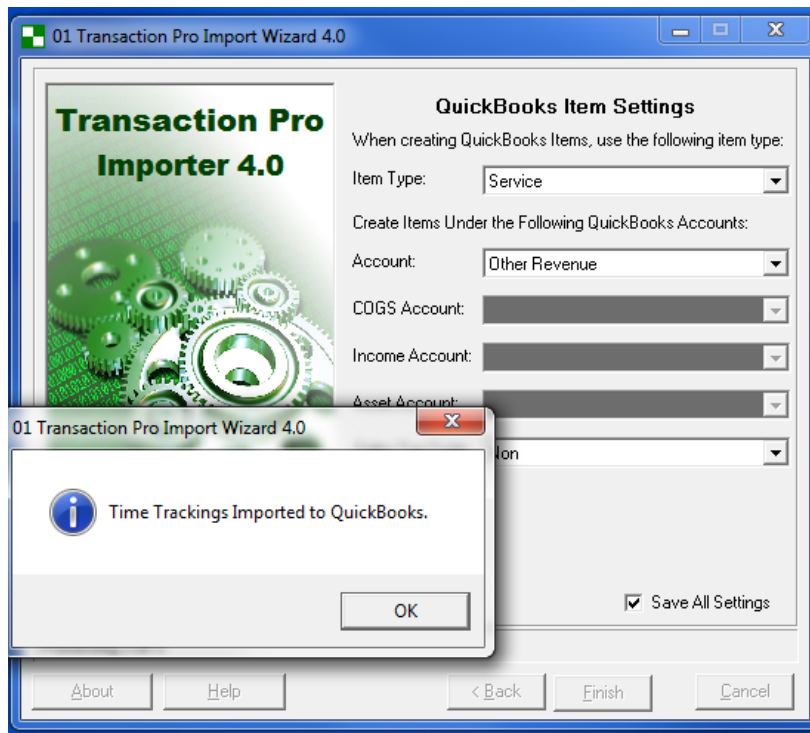 01 Transaction Pro Import Wizard 4.0
Transaction Pro
Importer 4.0
QuickBooks Item Settings
When creating QuickBooks Items, use the following item type:
Item Type:
Service
Create Items Under the Following QuickBooks Accounts:
Account:
Other Revenue
COGS Account:
Income Account:
Asset Account:
Non
01 Transaction Pro Import Wizard 4.0
Time Trackings Imported to QuickBooks.
OK
Save All Settings
About
Help
< Back
Finish
Cancel